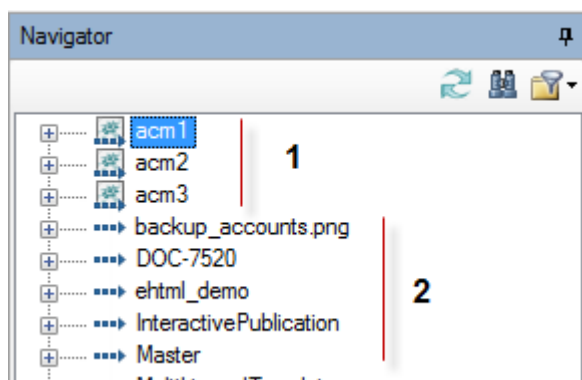 Navigator
acm1
acm2
1
acm3
backup_accounts.png
DOC-7520
ehtml_demo
2
InteractivePublication
Master